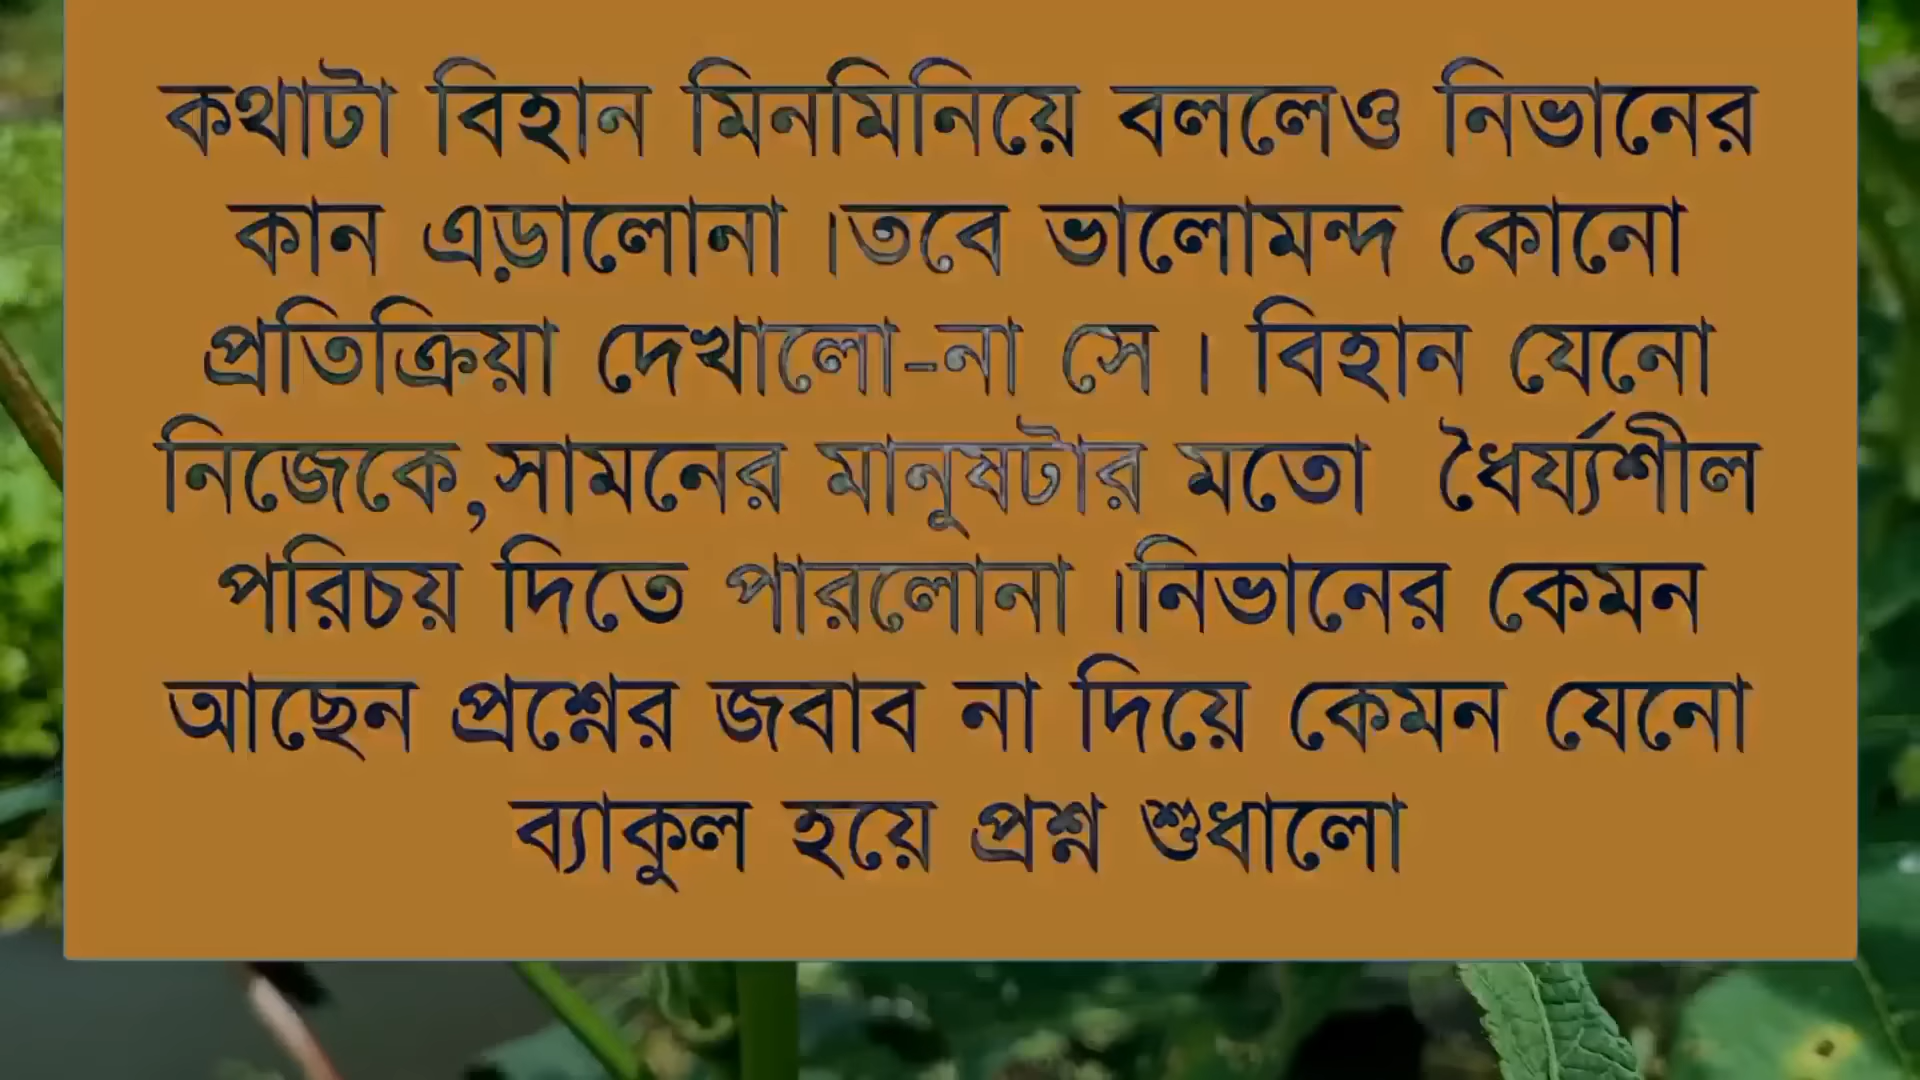 কথাটা বিহান মিনমিনিয়ে বললেও নিভানের
কান এড়ালোনা ।তবে ভালোমন্দ কোনো
প্রতিক্রিয়া দেখালো-না সে । বিহান যেনো
নিজেকে,সামনের মানুষটার মতো ধৈর্য্যশীল
পরিচয় দিতে পারলোনা ।নিভানের কেমন
আছেন প্রশ্নের জবাব না দিয়ে কেমন যেনো
ব্যাকুল হয়ে প্রশ্ন শুধালো